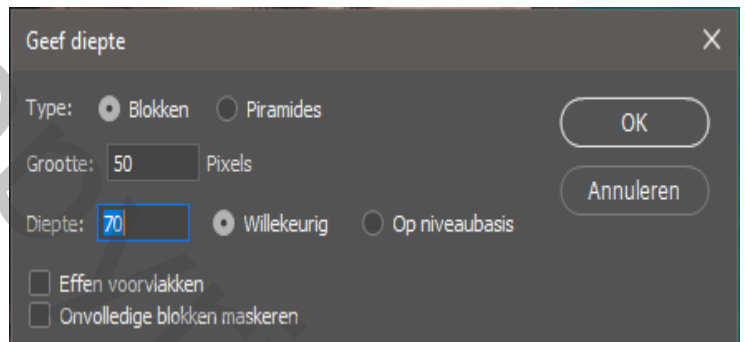 Geef diepte
Type: Blokken Piramides
OK
Grootte: 50 Pixels
Annuleren
Diepte: 70 Willekeurig Op niveaubasis
Effen voorvlakken
Onvolledige blokken maskeren